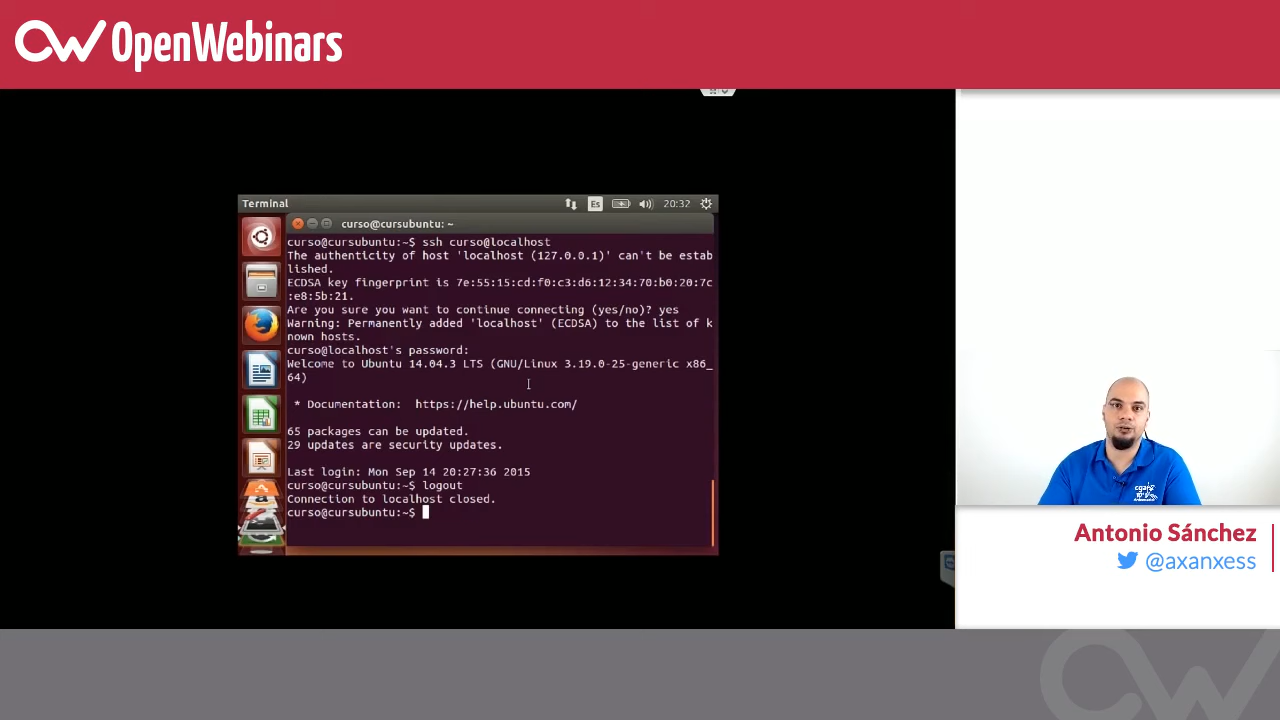 OpenWebinars
Terminal
Es
20:32
curso@cursubuntu: ~
curso@cursubuntu:~$ ssh curso@localhost
The authenticity of host 'localhost (127.0.0.1)' can't be estab
lished.
ECDSA key fingerprint is 7e:55:15:cd:f0:c3:d6:12:34:70:b0:20:7c
:e8:5b:21.
Are you sure you want to continue connecting (yes/no)? yes
Warning: Permanently added 'localhost' (ECDSA) to the list of k
nown hosts.
curso@localhost's password:
Welcome to Ubuntu 14.04.3 LTS (GNU/Linux 3.19.0-25-generic x86_
64)
* Documentation: https://help.ubuntu.com/
65 packages can be updated.
29 updates are security updates.
Last login: Mon Sep 14 20:27:36 2015
curso@cursubuntu:~$ logout
Connection to localhost closed.
curso@cursubuntu:~$
Antonio Sánchez
@axanxess